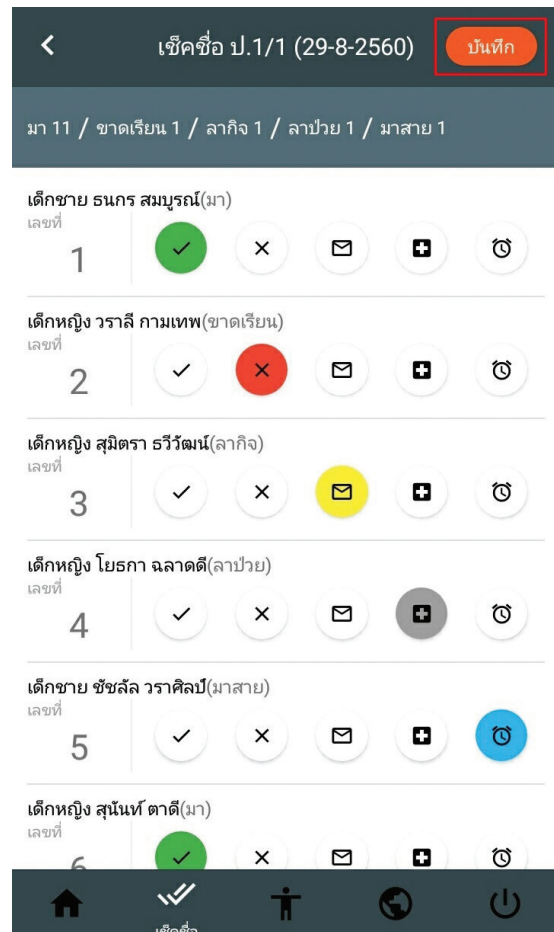 เช็คชื่อ ป.1/1 (29-8-2560) บันทึก
มา 11 / ขาดเรียน 1 / ลากิจ 1 / ลาป่วย 1 / มาสาย 1
เด็กชาย ธนกร สมบูรณ์(มา)
เลขที่
1
เด็กหญิง วราลี กามเทพ(ขาดเรียน)
เลขที่
2
เด็กหญิง สุมิตรา ธวีวัฒน์(ลากิจ)
เลขที่
3
เด็กหญิง โยธกา ฉลาดดี(ลาป่วย)
เลขที่
4
เด็กชาย ชัชลัล วราศิลป์(มาสาย)
เลขที่
5
เด็กหญิง สุนันท์ ตาดี(มา)
เลขที่
6
เช็คชื่อ